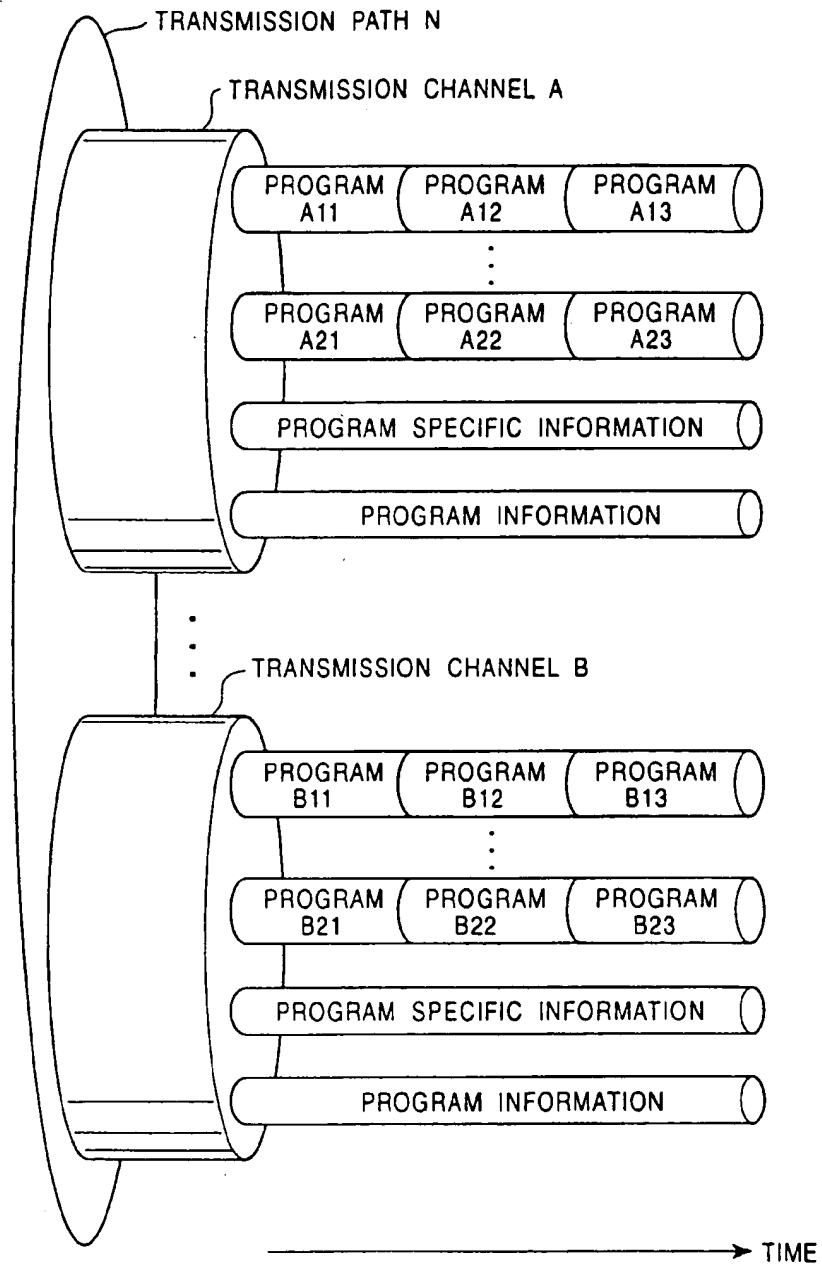 TRANSMISSION PATH N
TRANSMISSION CHANNEL A
PROGRAM A11
PROGRAM A12
PROGRAM A13
PROGRAM A21
PROGRAM A22
PROGRAM A23
PROGRAM SPECIFIC INFORMATION
PROGRAM INFORMATION
TRANSMISSION CHANNEL B
PROGRAM B11
PROGRAM B12
PROGRAM B13
PROGRAM B21
PROGRAM B22
PROGRAM B23
PROGRAM SPECIFIC INFORMATION
PROGRAM INFORMATION
TIME